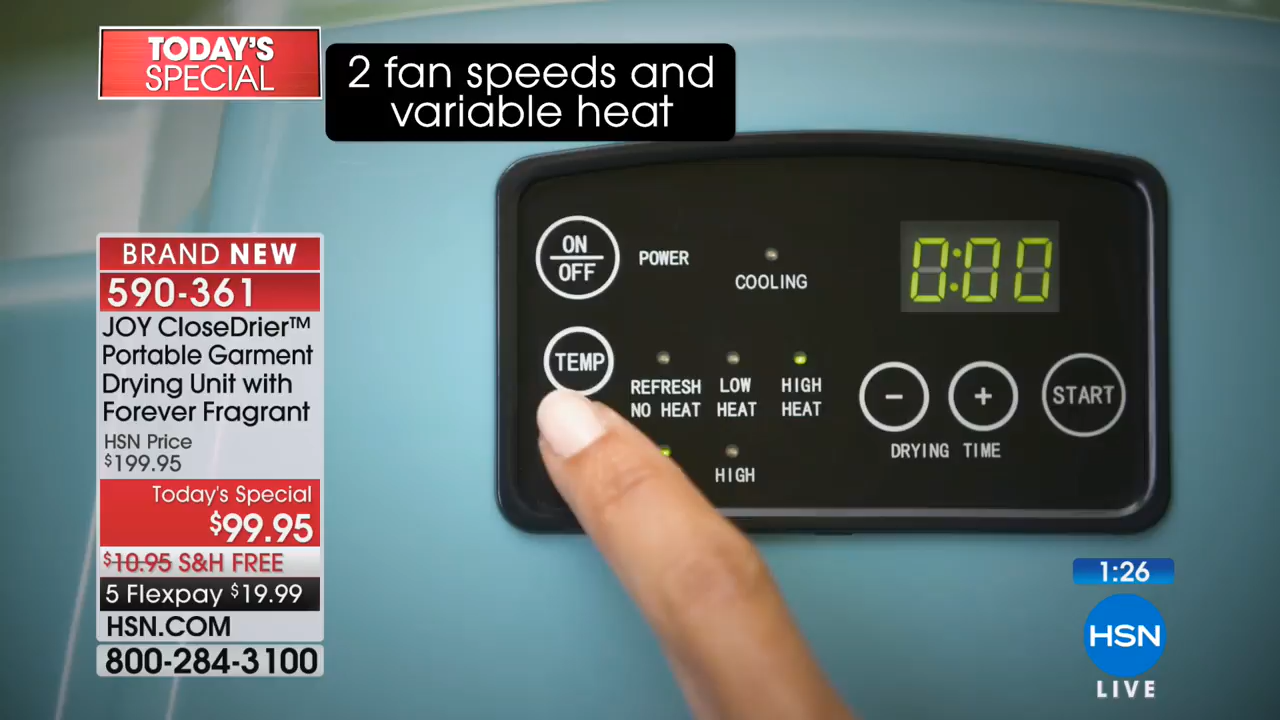 TODAY'S
SPECIAL
2 fan speeds and
variable heat
BRAND NEW
590-361
JOY CloseDrier™
Portable Garment
Drying Unit with
Forever Fragrant
HSN Price
$199.95
Today's Special
$99.95
$10.95 S&H FREE
5 Flexpay $19.99
HSN.COM
800-284-3100
ON
OFF
POWER
COOLING
0:00
TEMP
REFRESH
NO HEAT
LOW
HEAT
HIGH
HEAT
HIGH
-
+
START
DRYING TIME
1:26
HSN
LIVE